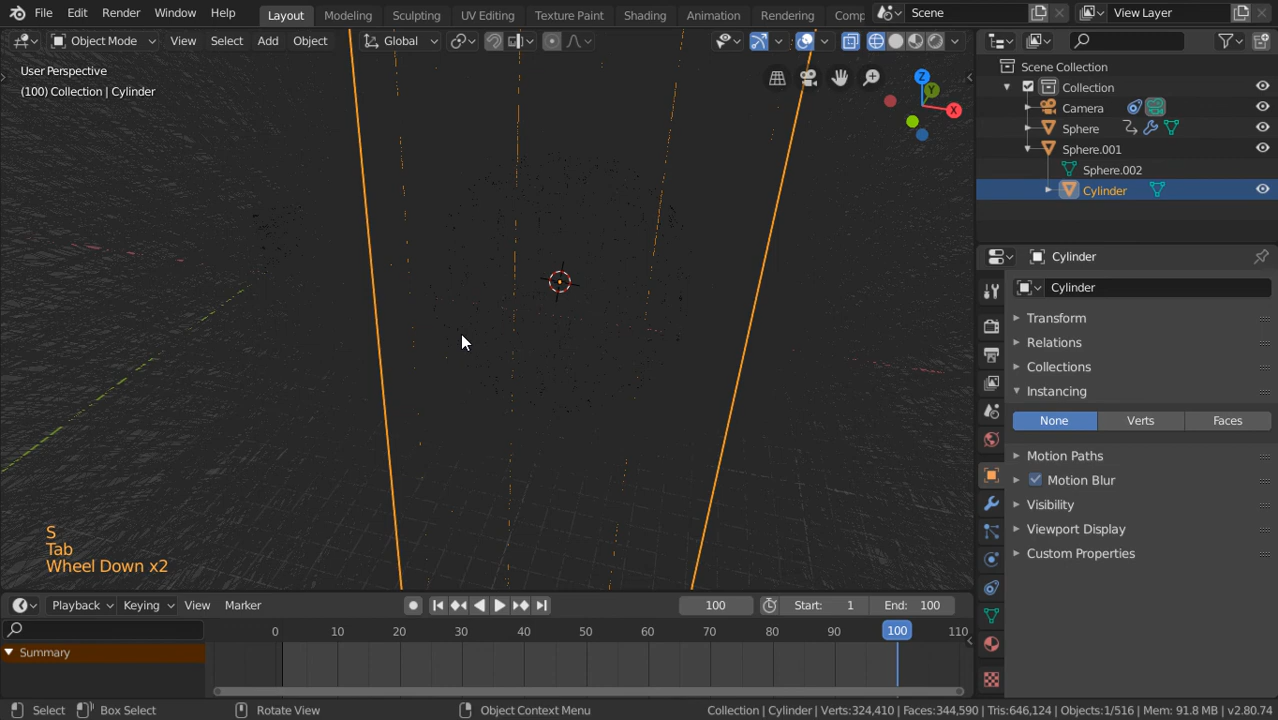 File Edit Render Window Help Layout Modeling Sculpting UV Editing Texture Paint Shading Animation Rendering Comp Scene View Layer
Object Mode View Select Add Object Global
User Perspective
(100) Collection | Cylinder
Z
Y
X
S
Tab
Wheel Down x2
Scene Collection
Collection
Camera
Sphere
Sphere.001
Sphere.002
Cylinder
Cylinder
Cylinder
Transform
Relations
Collections
Instancing
None Verts Faces
Motion Paths
Motion Blur
Visibility
Viewport Display
Custom Properties
Playback Keying View Marker 100 Start: 1 End: 100
0 10 20 30 40 50 60 70 80 90 100 110
Summary
Select Box Select Rotate View Object Context Menu Collection | Cylinder | Verts:324,410 | Faces:344,590 | Tris:646,124 | Objects:1/516 | Mem: 91.8 MB | v2.80.74